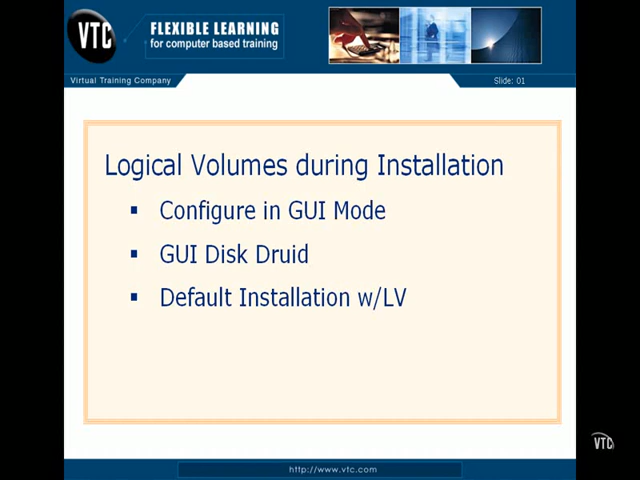 VTC
FLEXIBLE LEARNING
for computer based training
Virtual Training Company
Slide: 01
Logical Volumes during Installation
Configure in GUI Mode
GUI Disk Druid
Default Installation w/LV
VTC
http://www.vtc.com